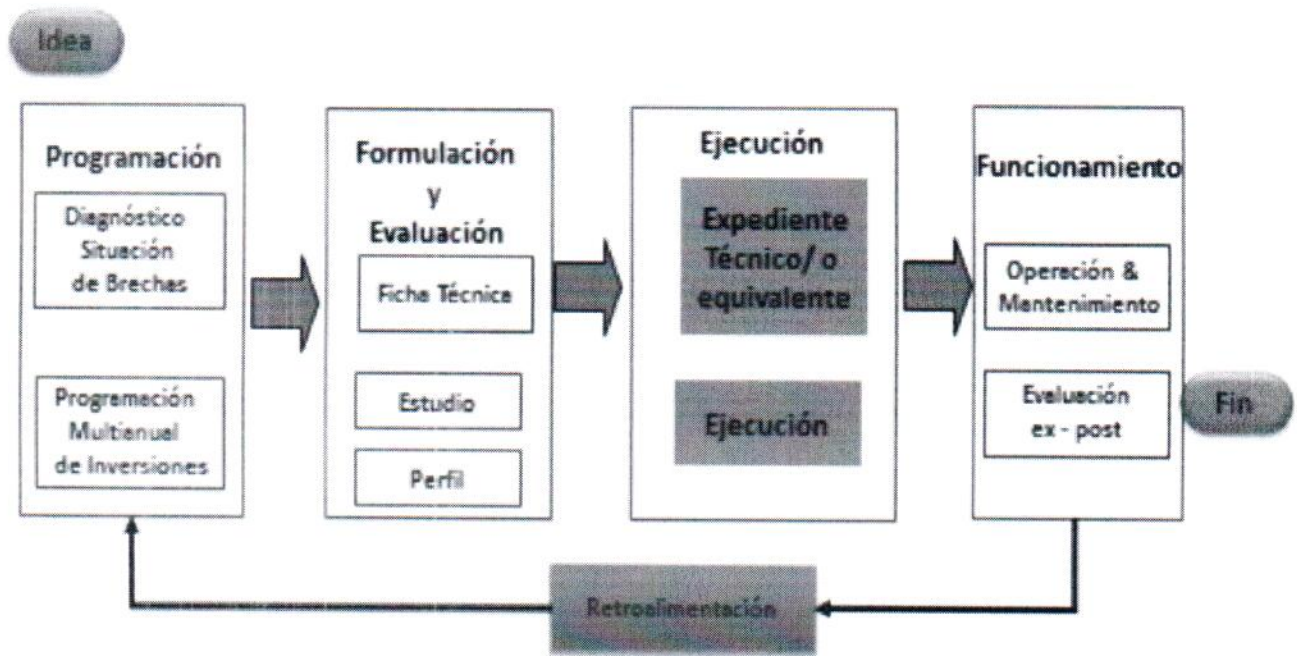 Idea
Programación
Diagnóstico
Situación
de Brechas
Programación
Multianual
de Inversiones
Formulación
y
Evaluación
Ficha Técnica
Estudio
Perfil
Ejecución
Expediente
Técnico/ o
equivalente
Ejecución
Funcionamiento
Operación &
Mantenimiento
Evaluación
ex - post
Fin
Retroalimentación